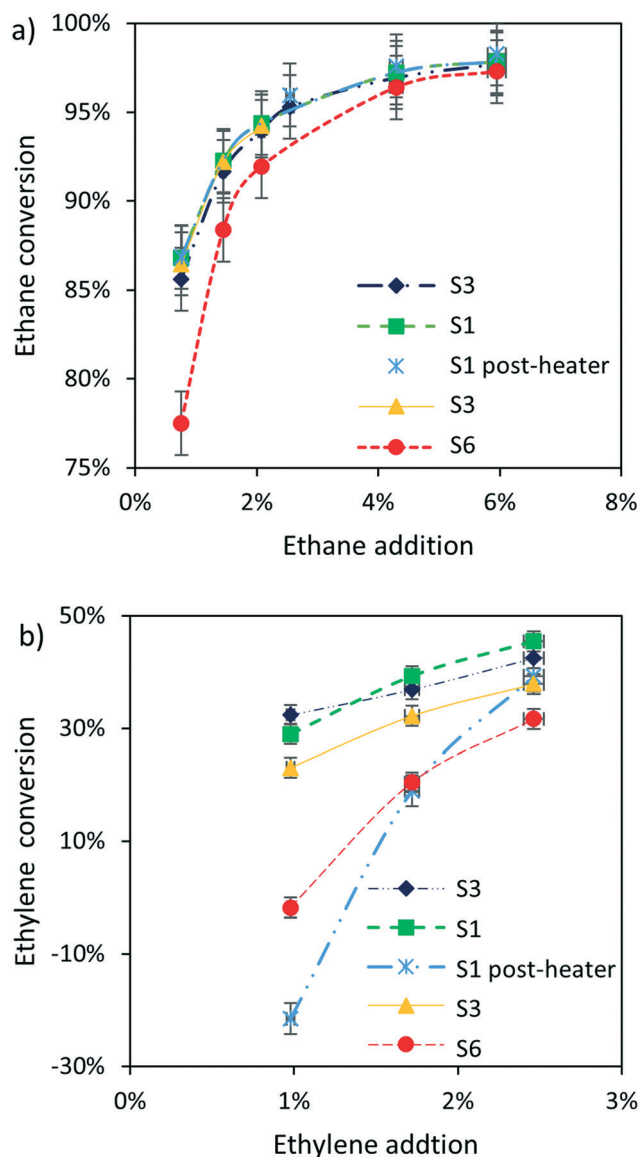 a)
100%
95%
90%
85%
80%
75%
Ethane conversion
S3
S1
S1 post-heater
S3
S6
0%
2%
4%
6%
8%
Ethane addition
b)
50%
30%
10%
-10%
-30%
Ethylene conversion
S3
S1
S1 post-heater
S3
S6
0%
1%
2%
3%
Ethylene addtion